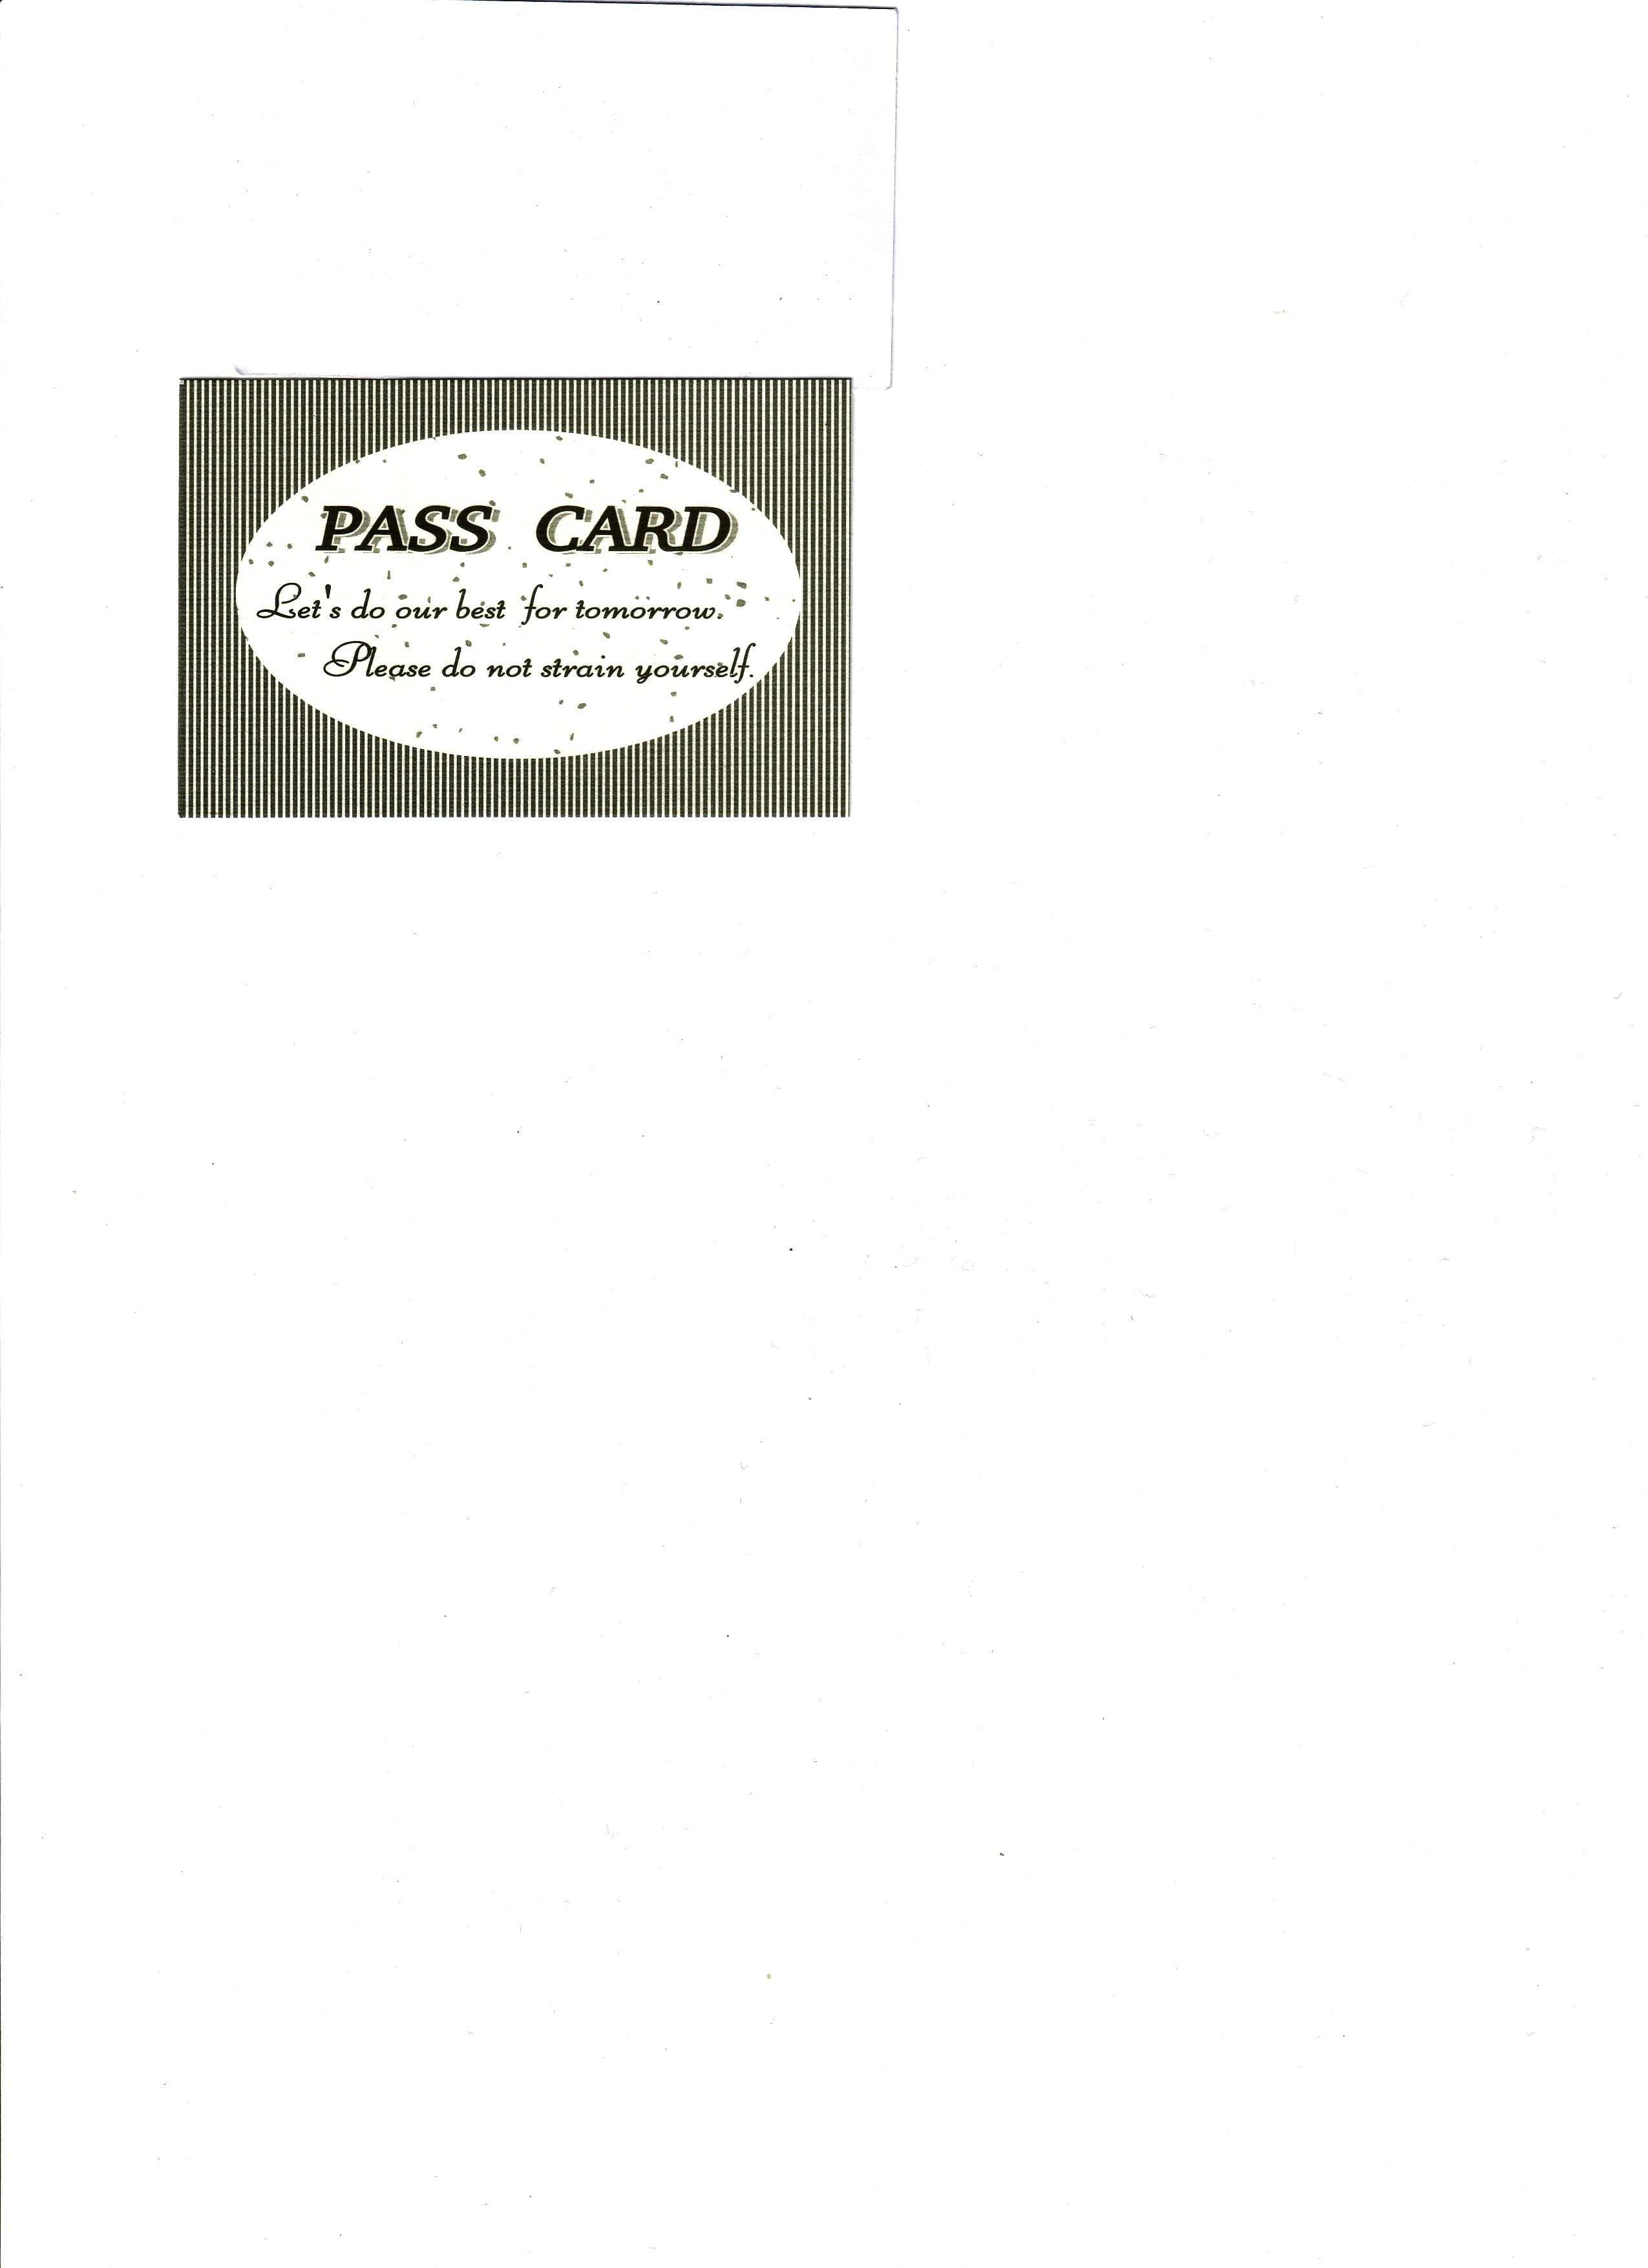 PASS CARD
Let's do our best for tomorrow.
Please do not strain yourself.